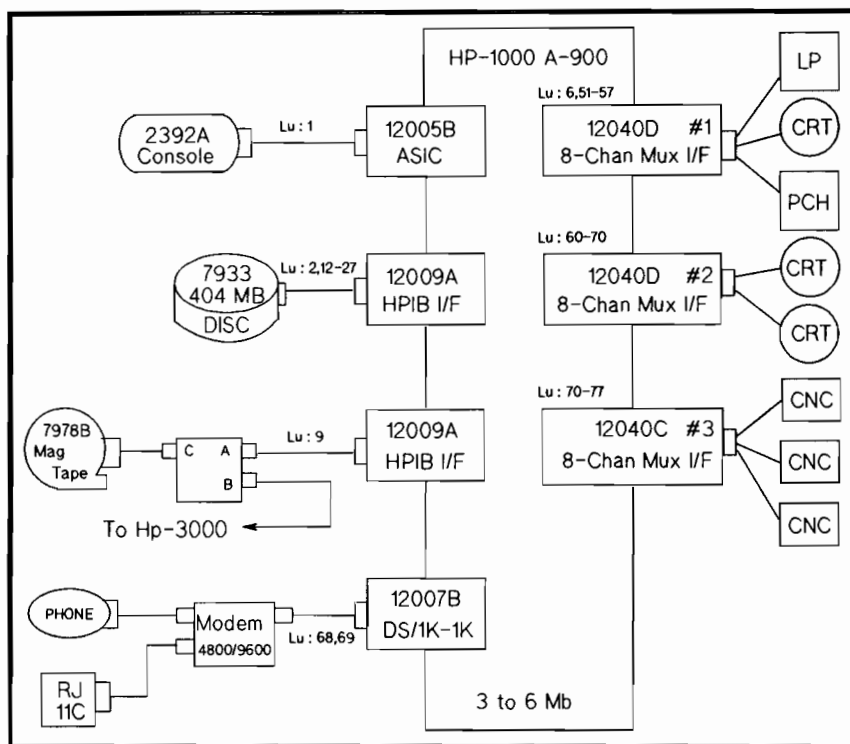 HP-1000 A-900
2392A
Console
Lu : 1
12005B
ASIC
Lu : 6,51-57
12040D #1
8-Chan Mux I/F
LP
CRT
PCH
7933
404 MB
DISC
Lu : 2,12-27
12009A
HPIB I/F
Lu : 60-70
12040D #2
8-Chan Mux I/F
CRT
CRT
7978B
Mag
Tape
C A
B
Lu : 9
12009A
HPIB I/F
To Hp-3000
Lu : 70-77
12040C #3
8-Chan Mux I/F
CNC
CNC
CNC
PHONE
Modem
4800/9600
Lu : 68,69
12007B
DS/1K-1K
RJ
11C
3 to 6 Mb